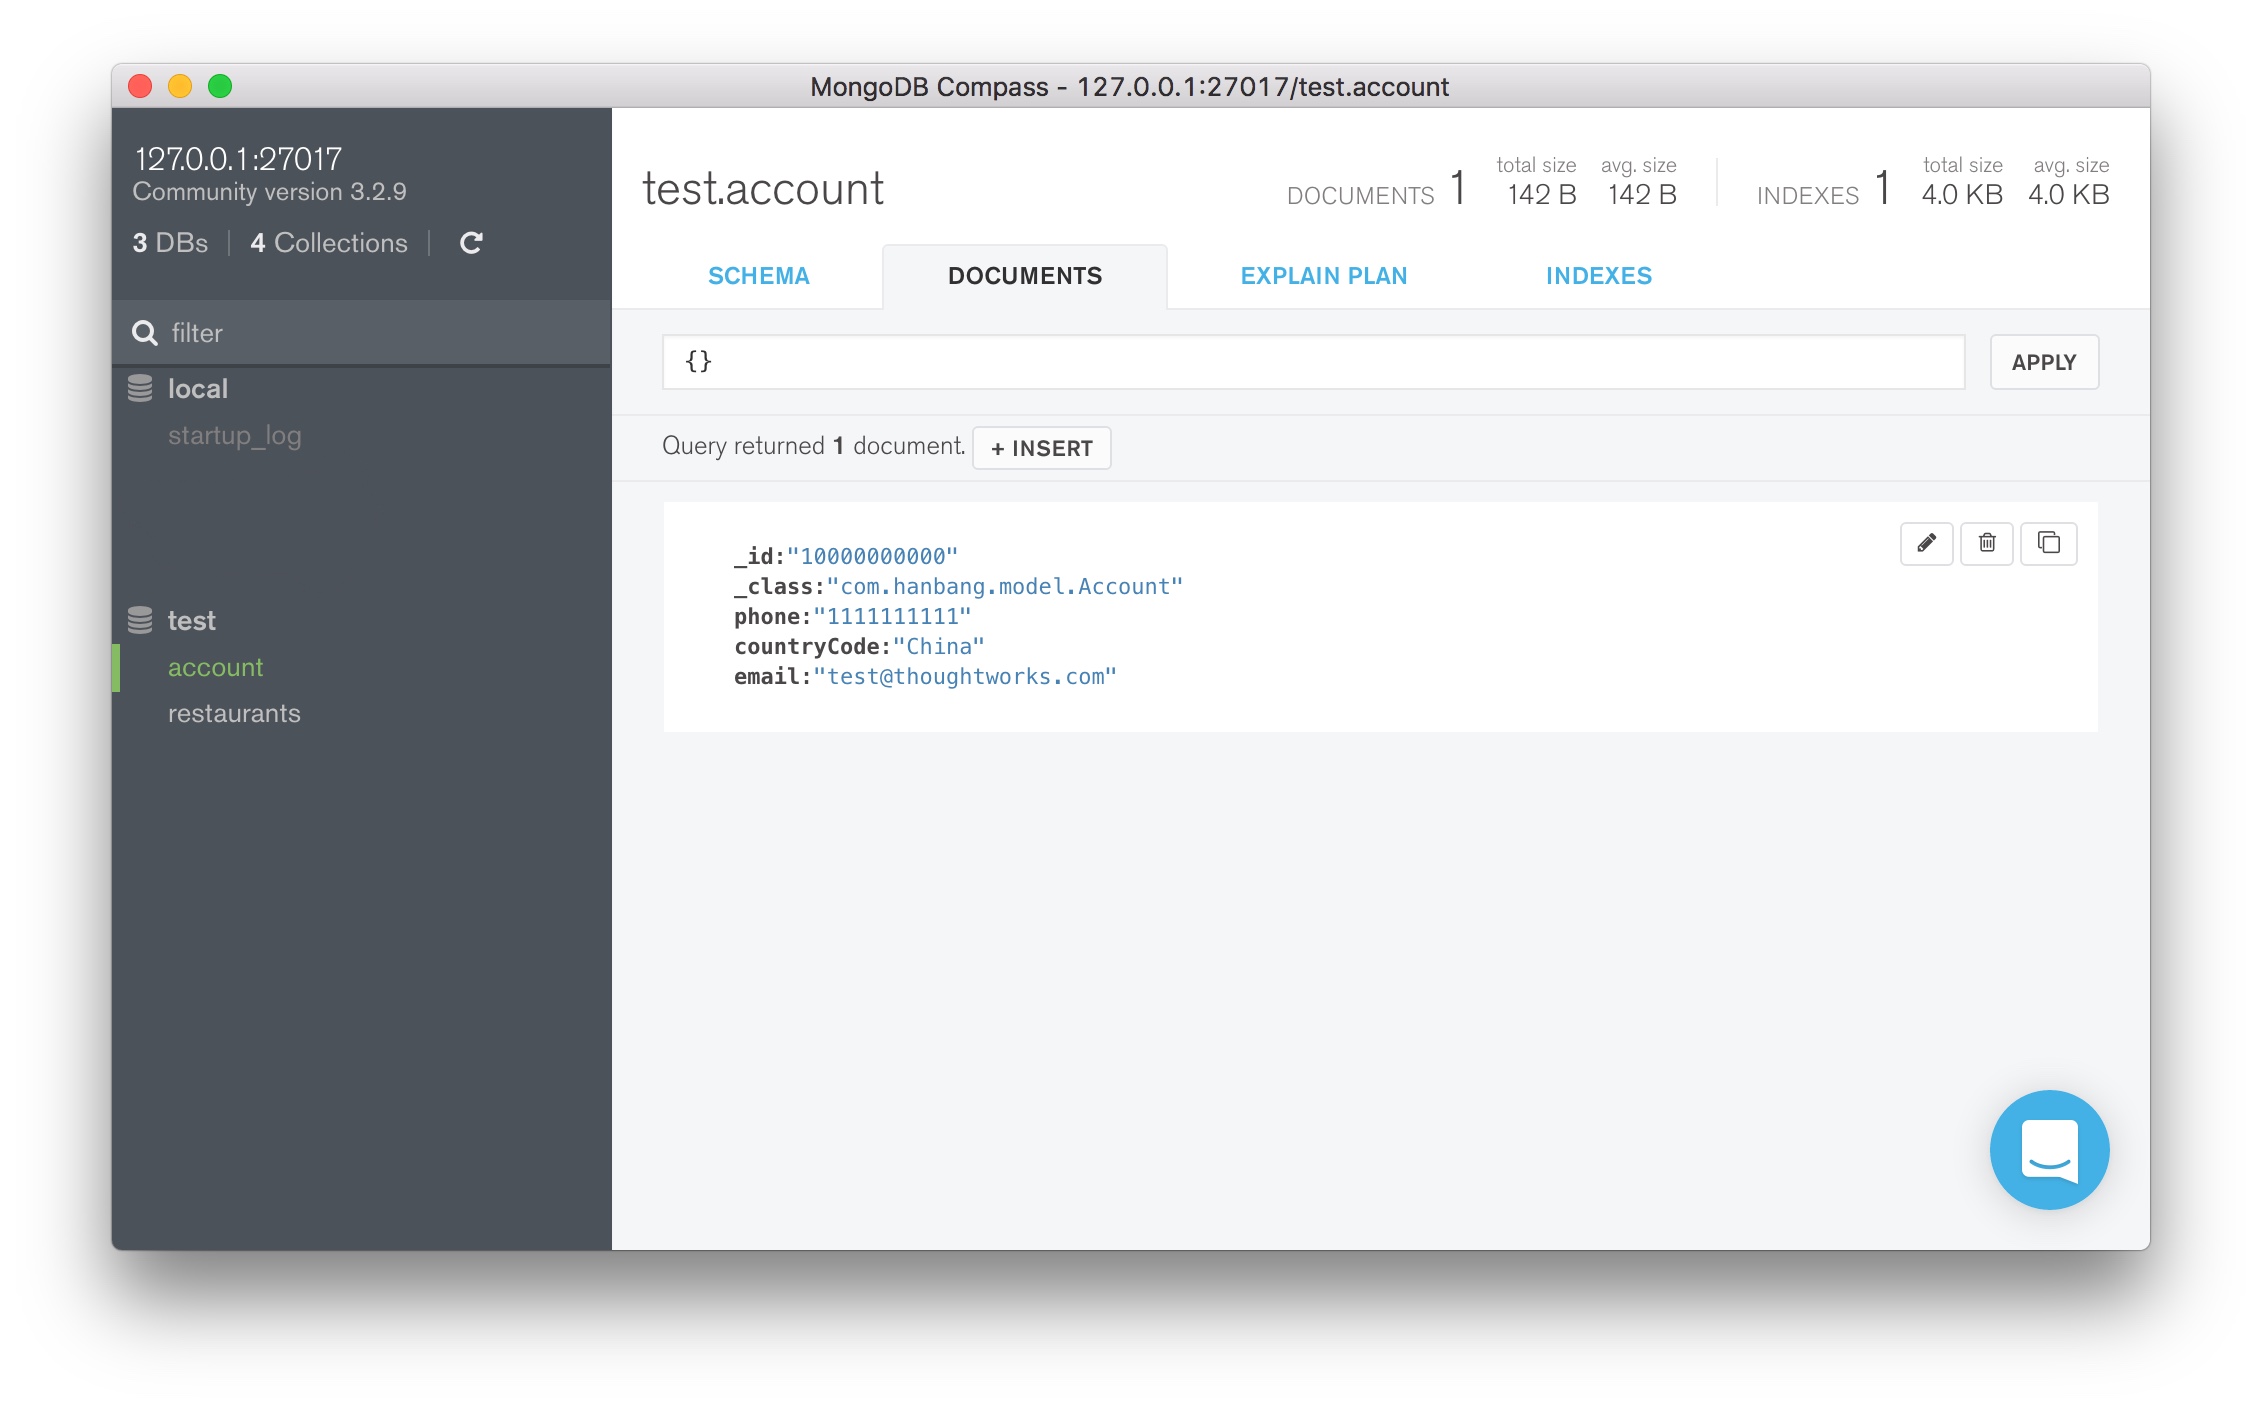 MongoDB Compass - 127.0.0.1:27017/test.account
127.0.0.1:27017
Community version 3.2.9
3 DBs | 4 Collections |
filter
local
startup_log
test
account
restaurants
test.account
DOCUMENTS 1 total size 142 B avg. size 142 B
INDEXES 1 total size 4.0 KB avg. size 4.0 KB
SCHEMA DOCUMENTS EXPLAIN PLAN INDEXES
{} APPLY
Query returned 1 document. + INSERT
_id:"10000000000"
_class:"com.hanbang.model.Account"
phone:"1111111111"
countryCode:"China"
email:"test@thoughtworks.com"